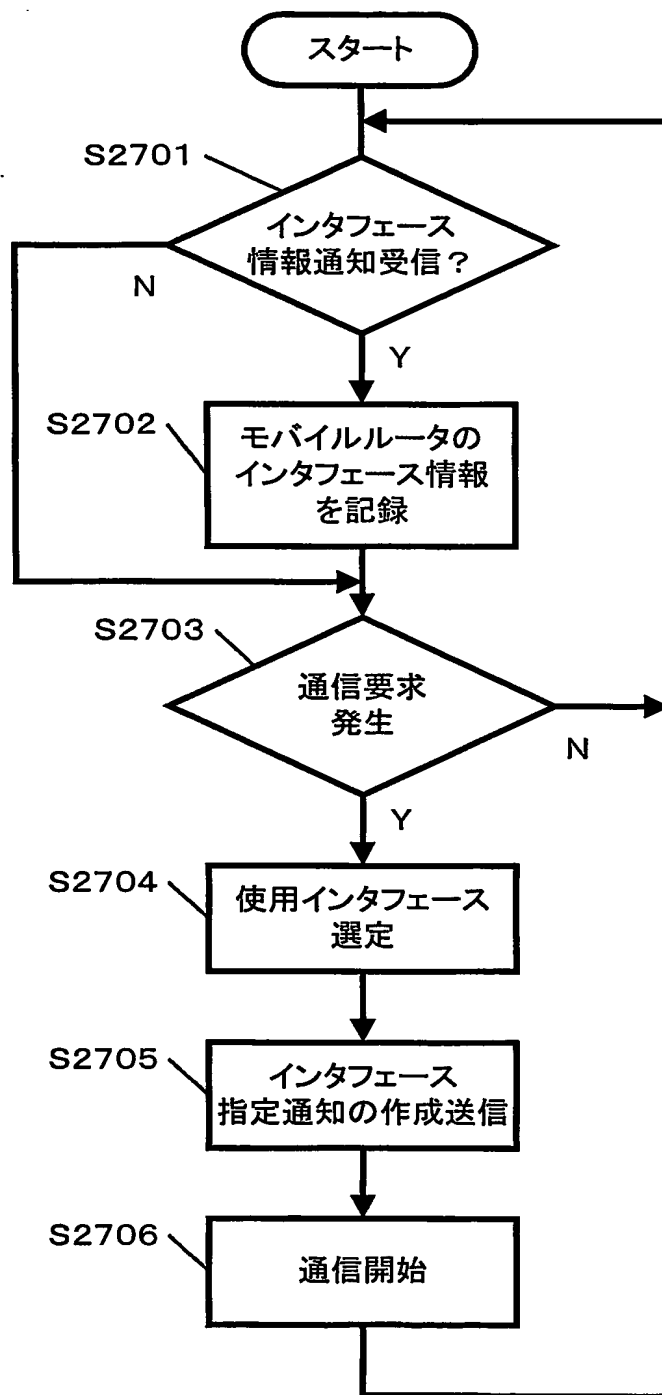 スタート
S2701
インタフェース
情報通知受信？
N
Y
S2702
モバイルルータの
インタフェース情報
を記録
S2703
通信要求
発生
N
Y
S2704
使用インタフェース
選定
S2705
インタフェース
指定通知の作成送信
S2706
通信開始